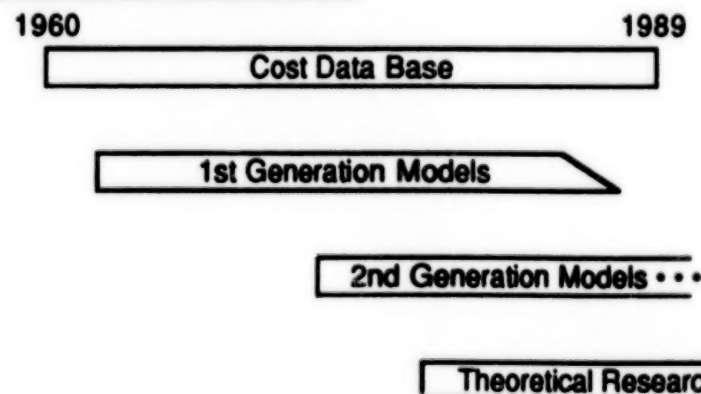 1960 1989
Cost Data Base
1st Generation Models
2nd Generation Models • • •
Theoretical Researc